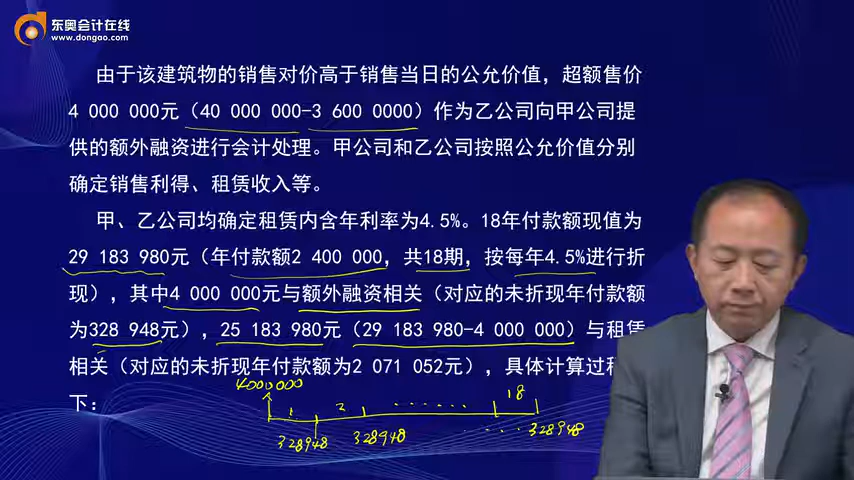 东奥会计在线
www.dongao.com
由于该建筑物的销售对价高于销售当日的公允价值，超额售价
4 000 000元（40 000 000-3 600 0000）作为乙公司向甲公司提
供的额外融资进行会计处理。甲公司和乙公司按照公允价值分别
确定销售利得、租赁收入等。
甲、乙公司均确定租赁内含年利率为4.5%。18年付款额现值为
29 183 980元（年付款额2 400 000，共18期，按每年4.5%进行折
现），其中4 000 000元与额外融资相关（对应的未折现年付款额
为328 948元），25 183 980元（29 183 980-4 000 000）与租赁
相关（对应的未折现年付款额为2 071 052元），具体计算过程
下：
4000000
1 2 ...... 18
328948 328948 ..... 328948